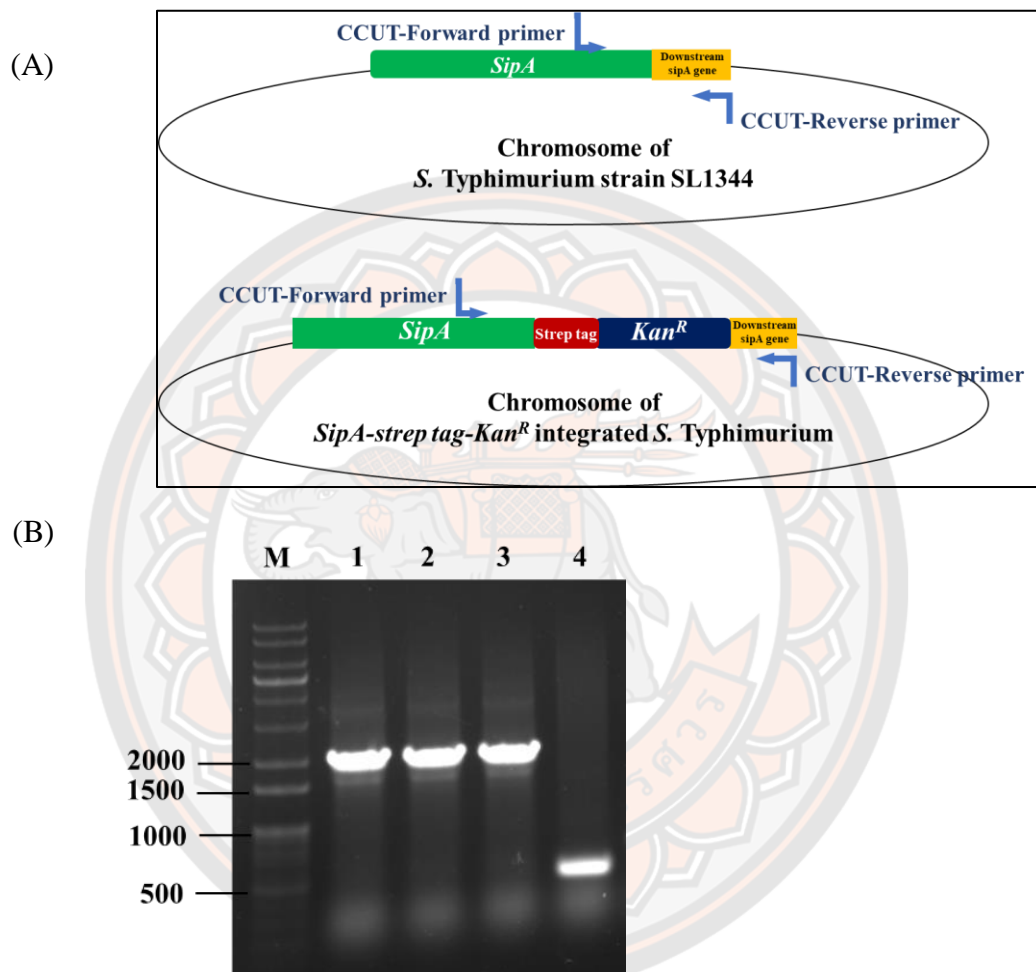 (A)
CCUT-Forward primer
SipA
Downstream
sipA gene
CCUT-Reverse primer
Chromosome of
S. Typhimurium strain SL1344
CCUT-Forward primer
SipA
Strep tag
Kan^R
Downstream
sipA gene
CCUT-Reverse primer
Chromosome of
SipA-strep tag-Kan^R integrated S. Typhimurium
(B)
M 1 2 3 4
2000
1500
1000
500